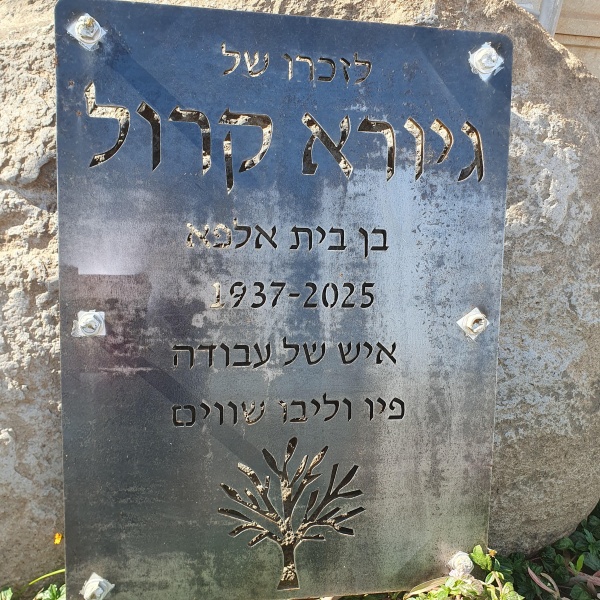 לזכרו של
גיורא קרול
בן בית אלפא
1937-2025
איש של עבודה
פיו וליבו שווים